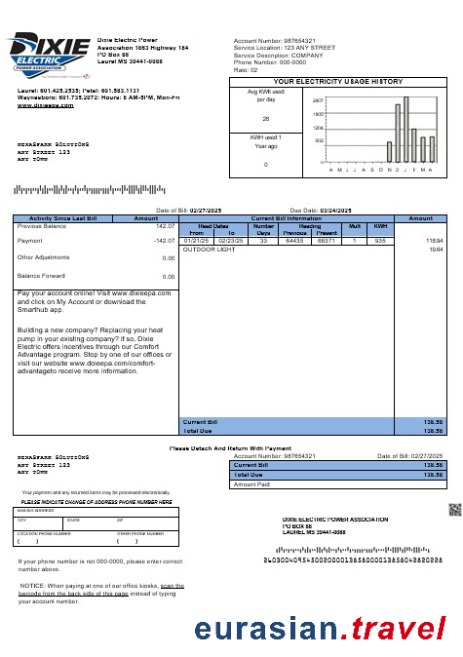 DIXIE
ELECTRIC
POWER ASSOCIATION
Dixie Electric Power
Association 1863 Highway 184
PO Box 88
Laurel MS 39441-0088
Account Number: 987654321
Service Location: 123 ANY STREET
Service Description: COMPANY
Phone Number: 000-0000
Rate: 02
Laurel: 601.425.2535; Petal: 601.583.1131
Waynesboro: 601.735.2072; Hours: 8 AM-5PM, Mon-Fri
www.dixieepa.com
YOUR ELECTRICITY USAGE HISTORY
Avg KWH used
per day
28
KWH used 1
Year ago
0
2407
1805
1204
602
0
A M J J A S O N D J F M A
MEXASPARK SOLUTIONS
ANY STREET 123
ANY TOWN
Date of Bill: 02/27/2025 Due Date: 03/24/2025
Activity Since Last Bill Amount
Current Bill Information Amount
Previous Balance 142.07
Payment -142.07
Other Adjustments 0.00
Balance Forward 0.00
Read Dates Number Reading Mult KWH
From To Days Previous Present
01/21/25 02/23/25 33 64435 66371 1 935 118.94
OUTDOOR LIGHT 19.64
Pay your account online! Visit www.dixieepa.com
and click on My Account or download the
Smarthub app.
Building a new company? Replacing your heat
pump in your existing company? If so, Dixie
Electric offers incentives through our Comfort
Advantage program. Stop by one of our offices or
visit our website www.dixieepa.com/comfort-
advantageto receive more information.
Current Bill 138.58
Total Due 138.58
Please Detach And Return With Payment
MEXASPARK SOLUTIONS
ANY STREET 123
ANY TOWN
Account Number: 987654321 Date of Bill: 02/27/2025
Current Bill 138.58
Total Due 138.58
Amount Paid
Your payment and any returned items may be processed electronically.
PLEASE INDICATE CHANGE OF ADDRESS PHONE NUMBER HERE
MAILING ADDRESS
CITY STATE ZIP
LOCATION PHONE NUMBER OTHER PHONE NUMBER
( ) ( )
DIXIE ELECTRIC POWER ASSOCIATION
PO BOX 88
LAUREL MS 39441-0088
If your phone number is not 000-0000, please enter correct
number above.
NOTICE: When paying at one of our office kiosks, scan the
barcode from the back side of this page instead of typing
your account number.
eurasian.travel